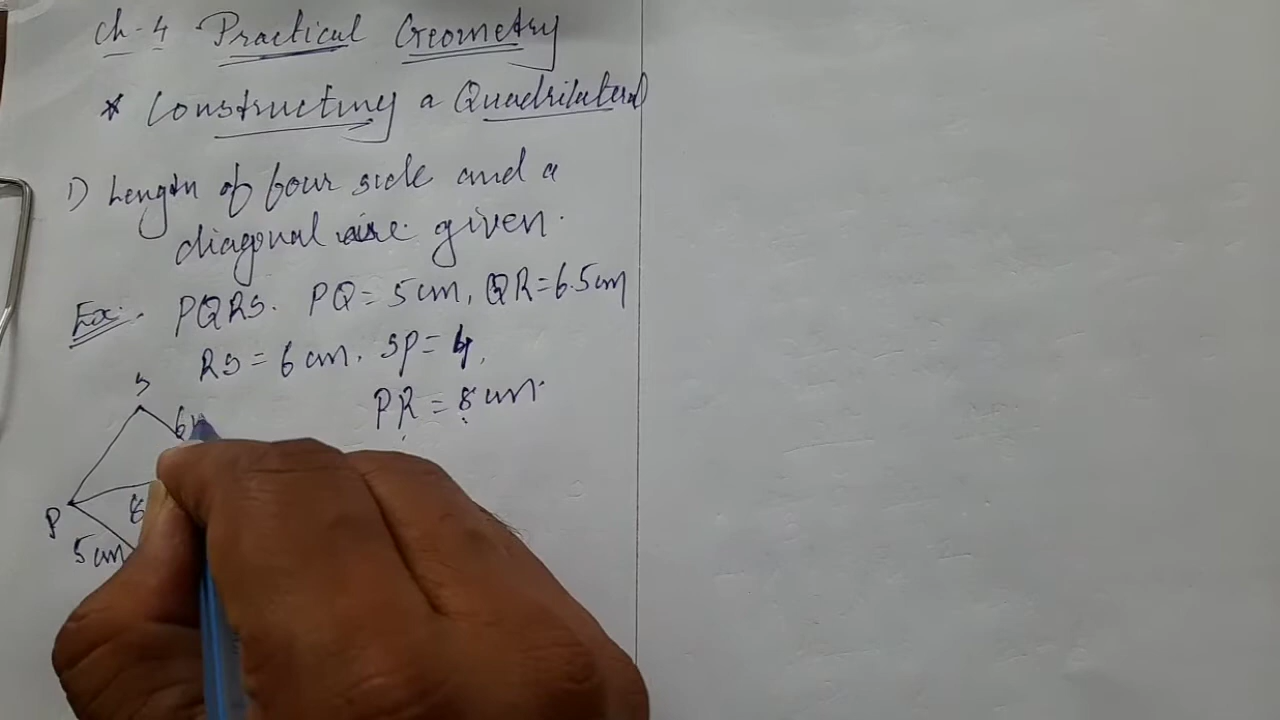 Ch-4 Practical Geometry
* Constructing a Quadrilateral
1) Length of four side and a
diagonal are given.
Ex:- PQRS. PQ = 5 cm, QR = 6.5 cm
RS = 6 cm. SP = 4,
PR = 8 cm.
S
6
P
8
5 cm